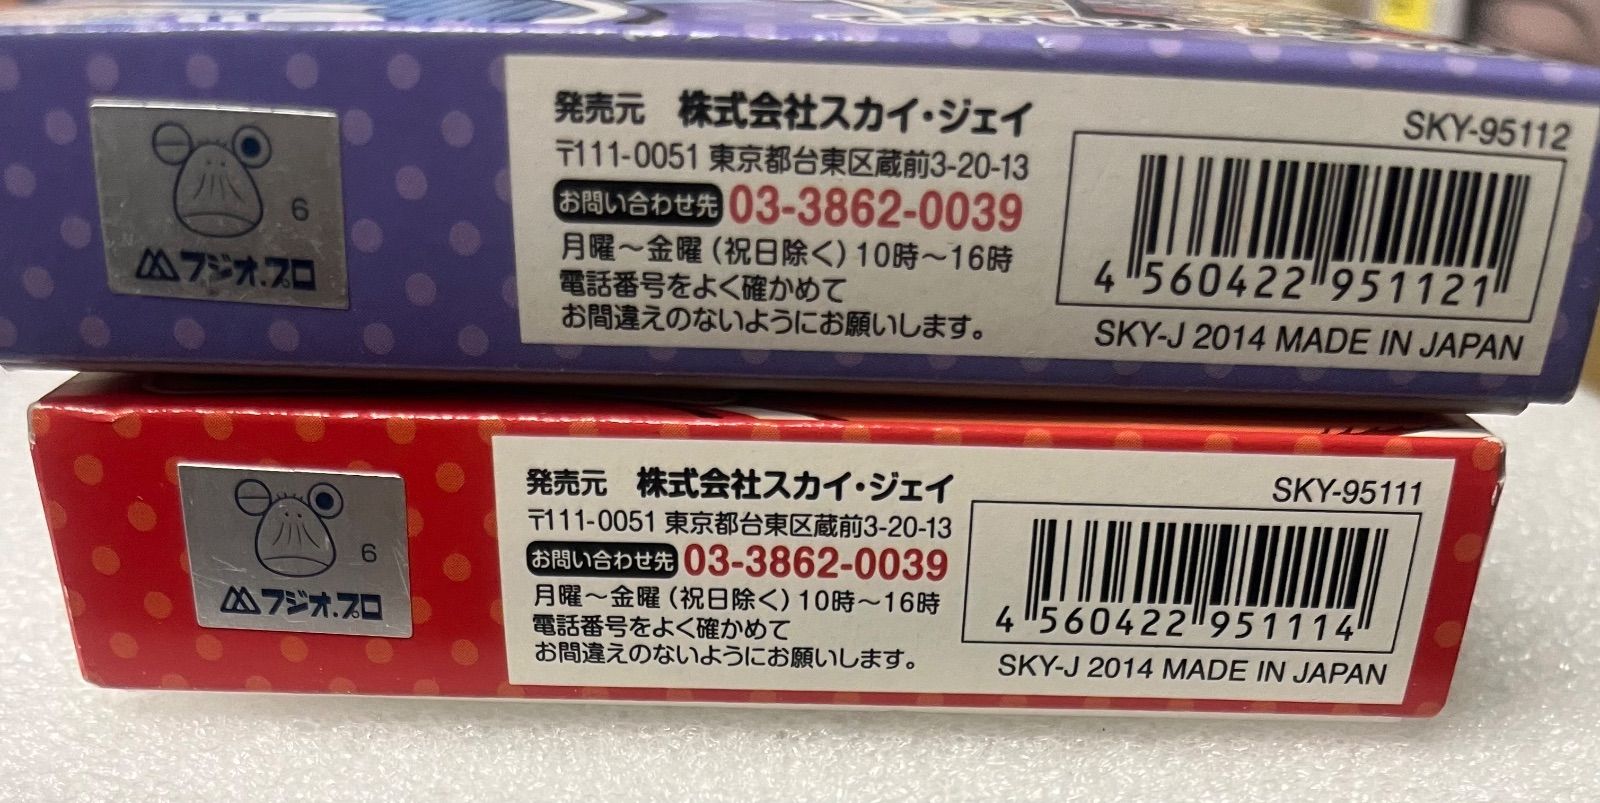 6
フジオ.プロ
発売元 株式会社スカイ・ジェイ
〒111-0051 東京都台東区蔵前3-20-13
お問い合わせ先 03-3862-0039
月曜～金曜（祝日除く）10時～16時
電話番号をよく確かめて
お間違えのないようにお願いします。
SKY-95112
4 560422 951121
SKY-J 2014 MADE IN JAPAN
6
フジオ.プロ
発売元 株式会社スカイ・ジェイ
〒111-0051 東京都台東区蔵前3-20-13
お問い合わせ先 03-3862-0039
月曜～金曜（祝日除く）10時～16時
電話番号をよく確かめて
お間違えのないようにお願いします。
SKY-95111
4 560422 951114
SKY-J 2014 MADE IN JAPAN